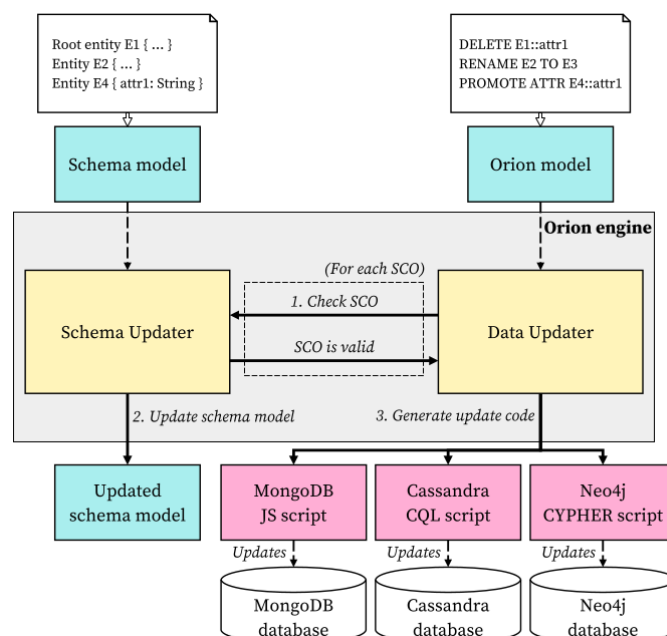 Root entity E1 { ... }
Entity E2 { ... }
Entity E4 { attr1: String }
DELETE E1::attr1
RENAME E2 TO E3
PROMOTE ATTR E4::attr1
Schema model
Orion model
Orion engine
(For each SCO)
1. Check SCO
Schema Updater
Data Updater
SCO is valid
2. Update schema model
3. Generate update code
Updated
schema model
MongoDB
JS script
Cassandra
CQL script
Neo4j
CYPHER script
Updates
Updates
Updates
MongoDB
database
Cassandra
database
Neo4j
database